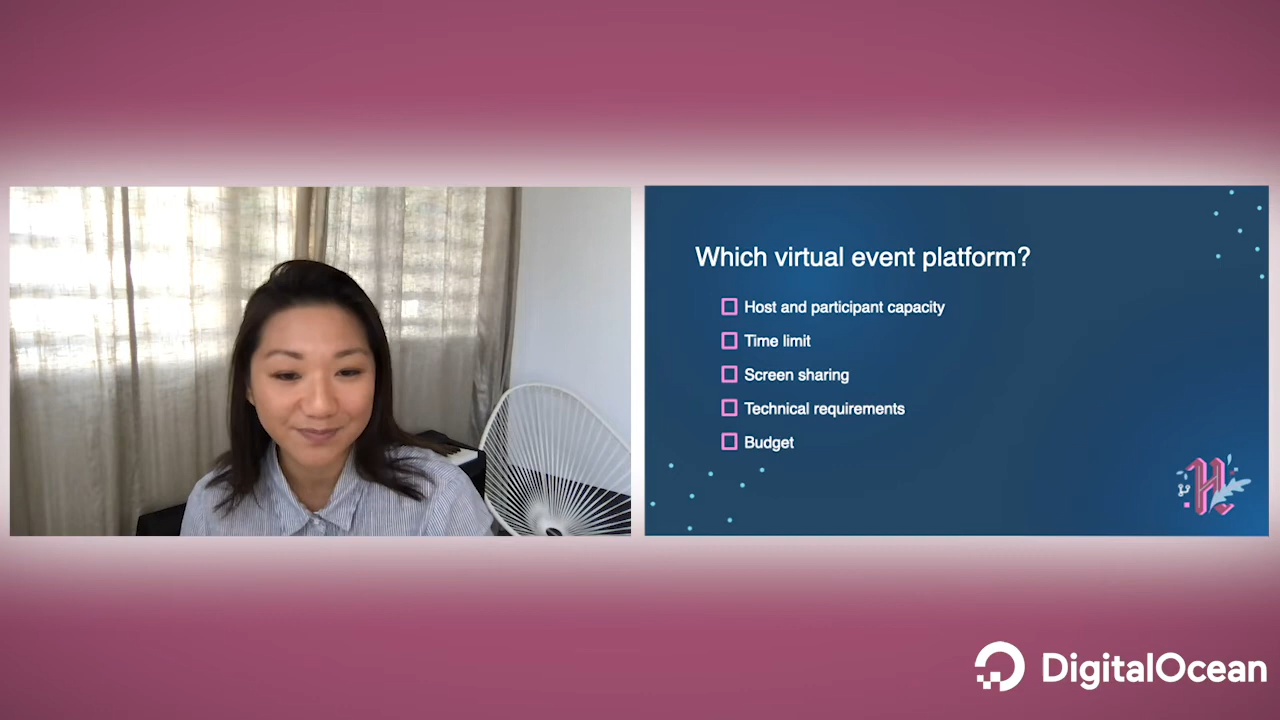 Which virtual event platform?
Host and participant capacity
Time limit
Screen sharing
Technical requirements
Budget
H
DigitalOcean